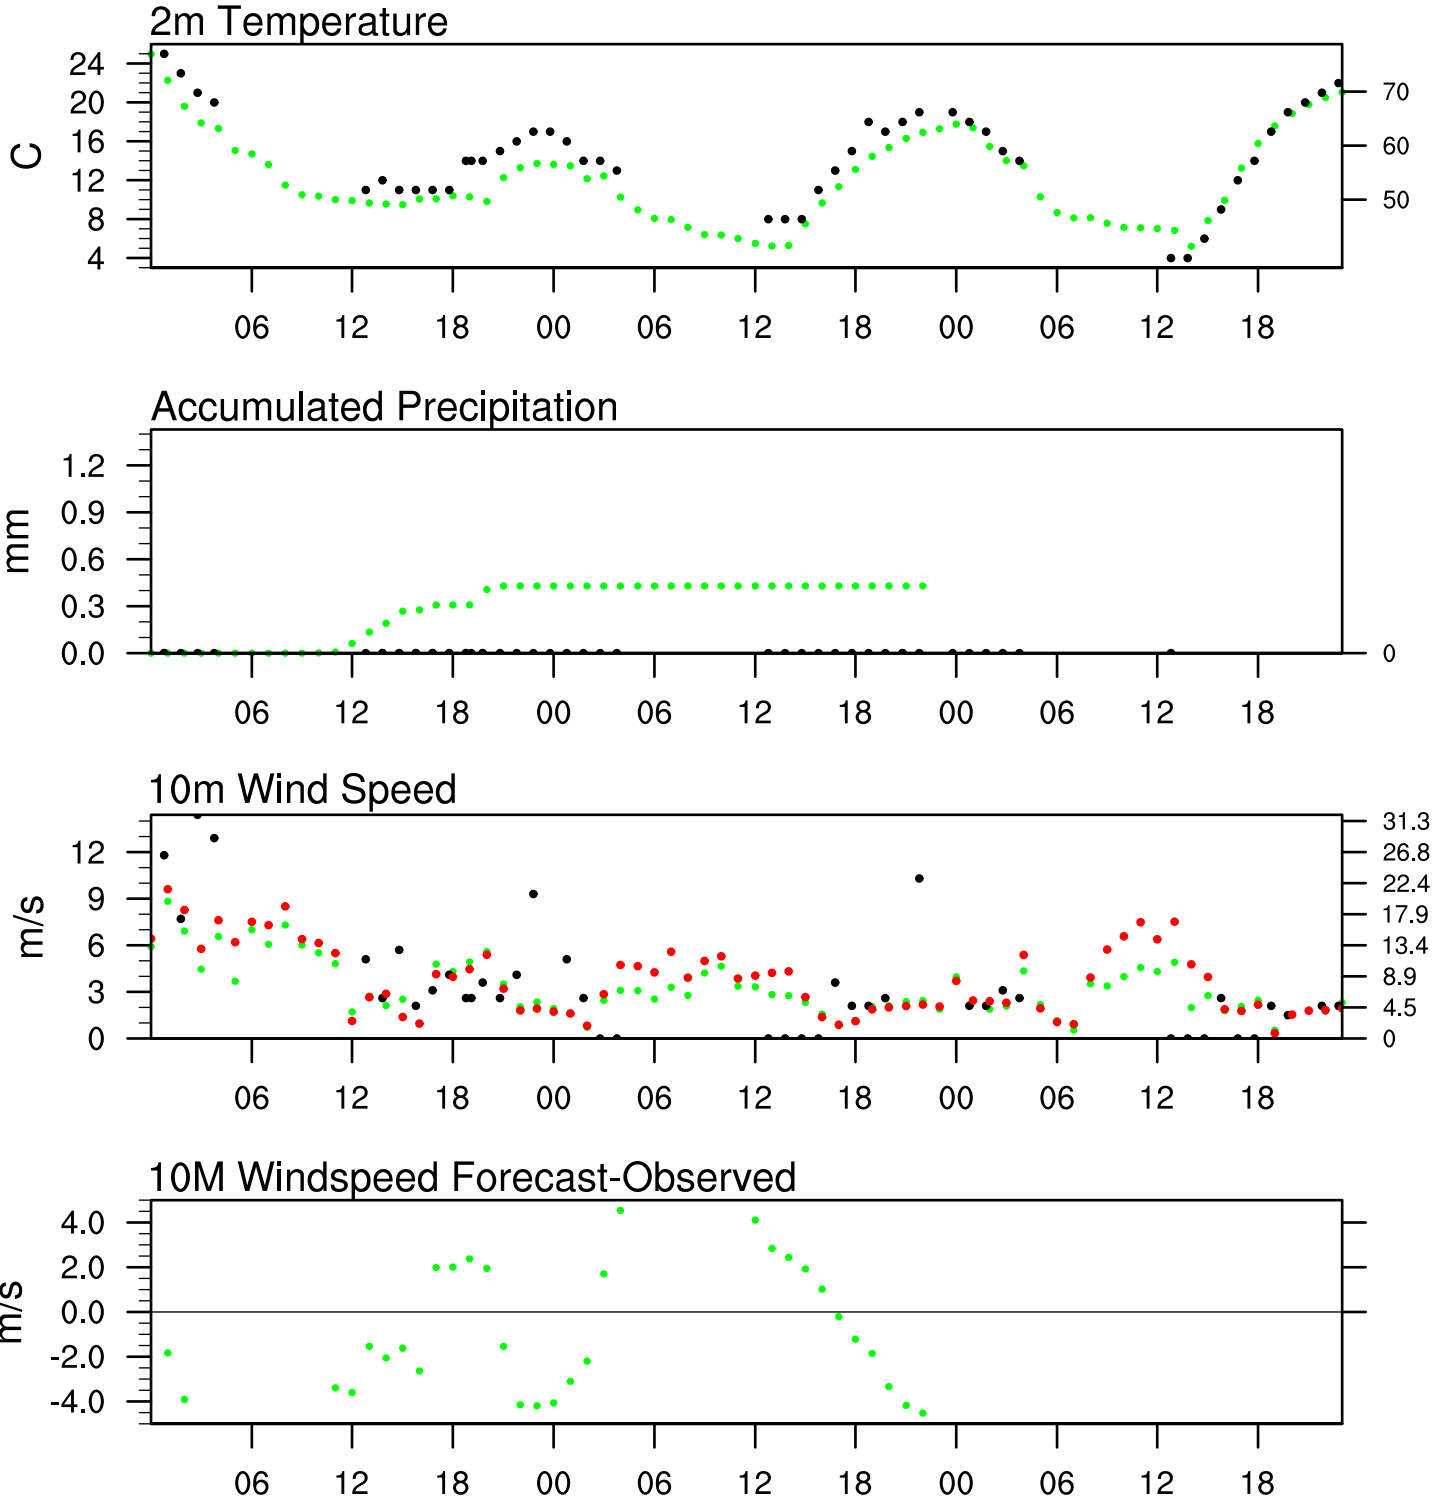 2m Temperature
C
24
20
16
12
8
4
70
60
50
06 12 18 00 06 12 18 00 06 12 18
Accumulated Precipitation
mm
1.2
0.9
0.6
0.3
0.0
0
06 12 18 00 06 12 18 00 06 12 18
10m Wind Speed
m/s
12
9
6
3
0
31.3
26.8
22.4
17.9
13.4
8.9
4.5
0
06 12 18 00 06 12 18 00 06 12 18
10M Windspeed Forecast-Observed
m/s
4.0
2.0
0.0
-2.0
-4.0
06 12 18 00 06 12 18 00 06 12 18